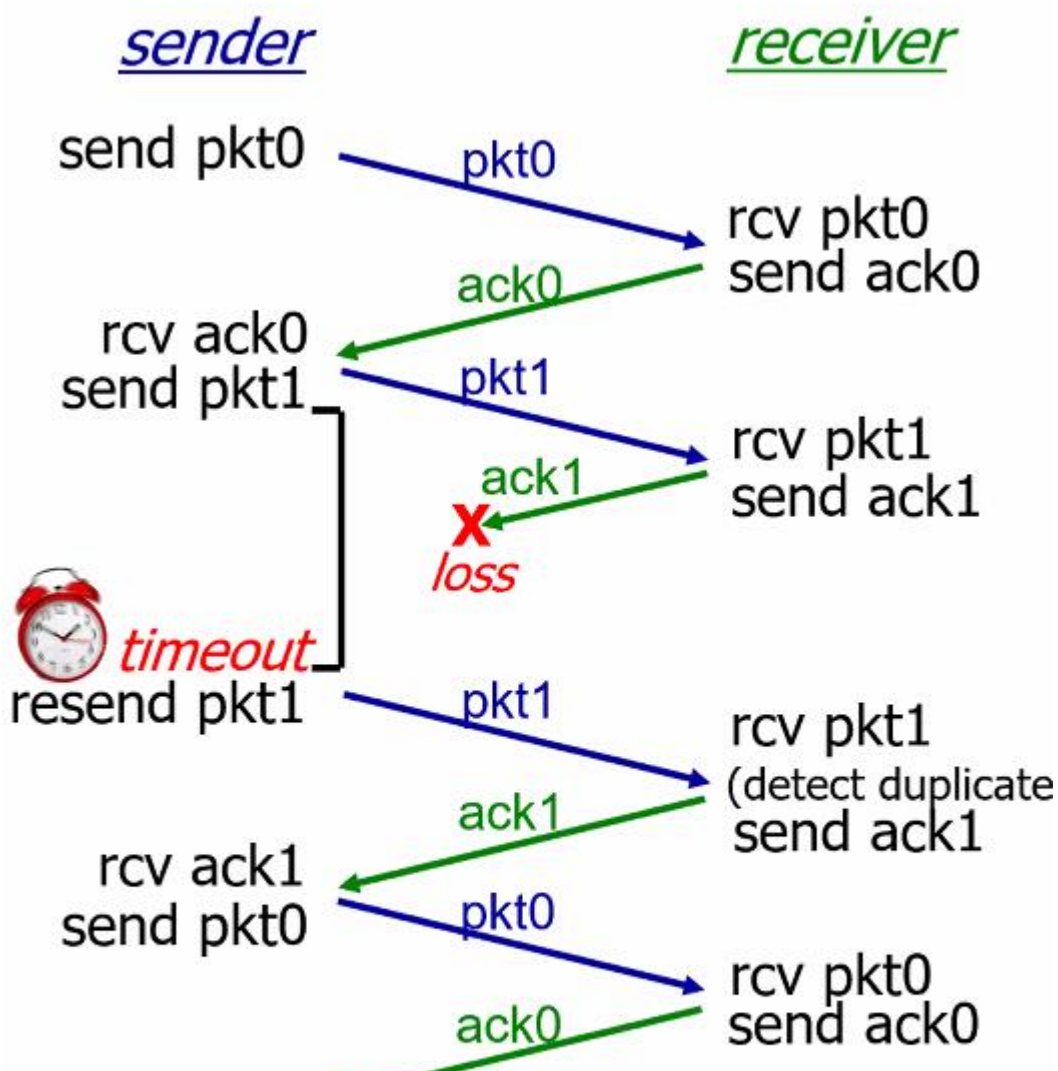 sender
receiver
send pkt0
pkt0
rcv pkt0
send ack0
ack0
rcv ack0
send pkt1
pkt1
rcv pkt1
send ack1
ack1
X
loss
timeout
resend pkt1
pkt1
rcv pkt1
(detect duplicate
send ack1
ack1
rcv ack1
send pkt0
pkt0
rcv pkt0
send ack0
ack0